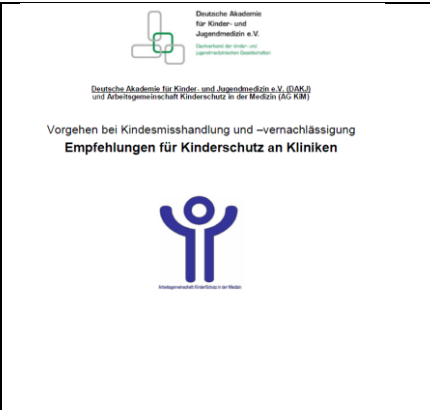 Deutsche Akademie
für Kinder- und
Jugendmedizin e.V.
Dachverband der kinder- und
jugendmedizinischen Gesellschaften
Deutsche Akademie für Kinder- und Jugendmedizin e.V. (DAKJ)
und Arbeitsgemeinschaft Kinderschutz in der Medizin (AG KiM)
Vorgehen bei Kindesmisshandlung und –vernachlässigung
Empfehlungen für Kinderschutz an Kliniken
Arbeitsgemeinschaft KinderSchutz in der Medizin